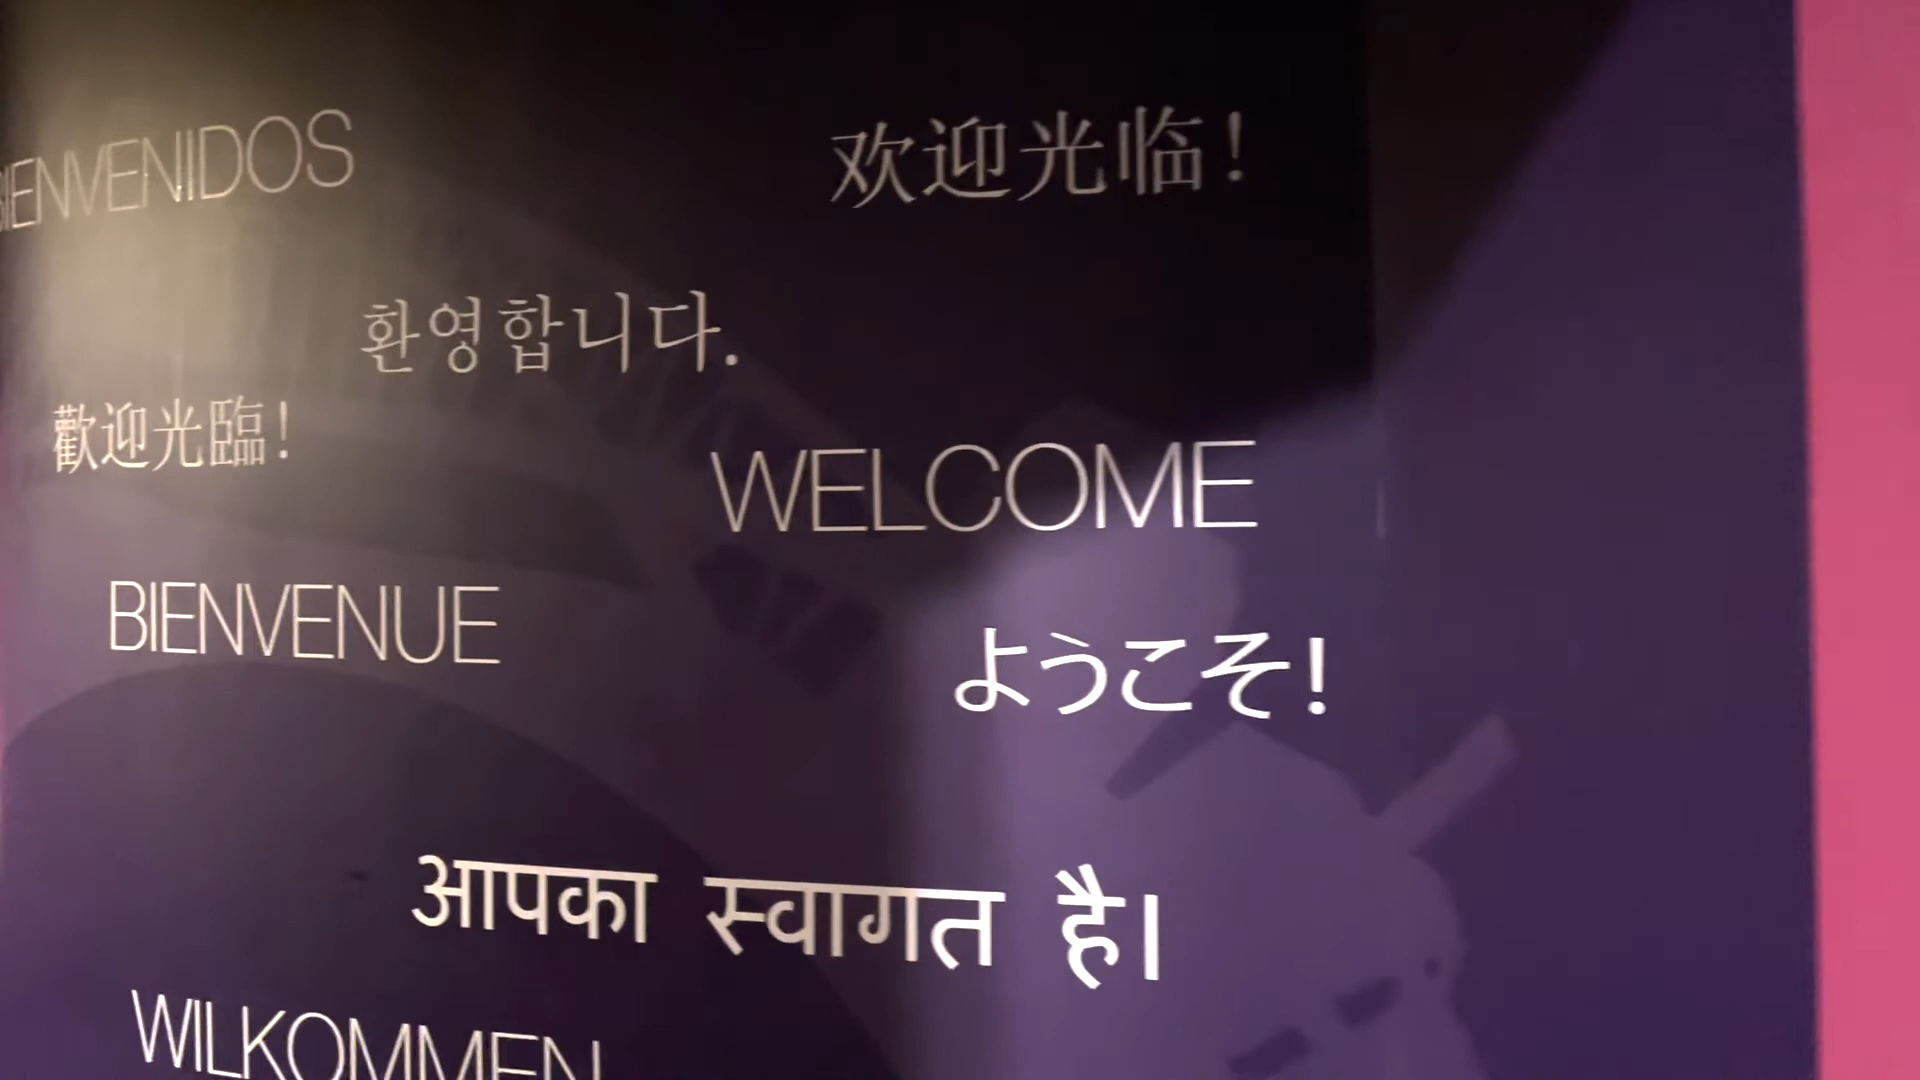 BIENVENIDOS
欢迎光临!
환영합니다.
歡迎光臨!
WELCOME
BIENVENUE
ようこそ!
आपका स्वागत है।
WILKOMMEN